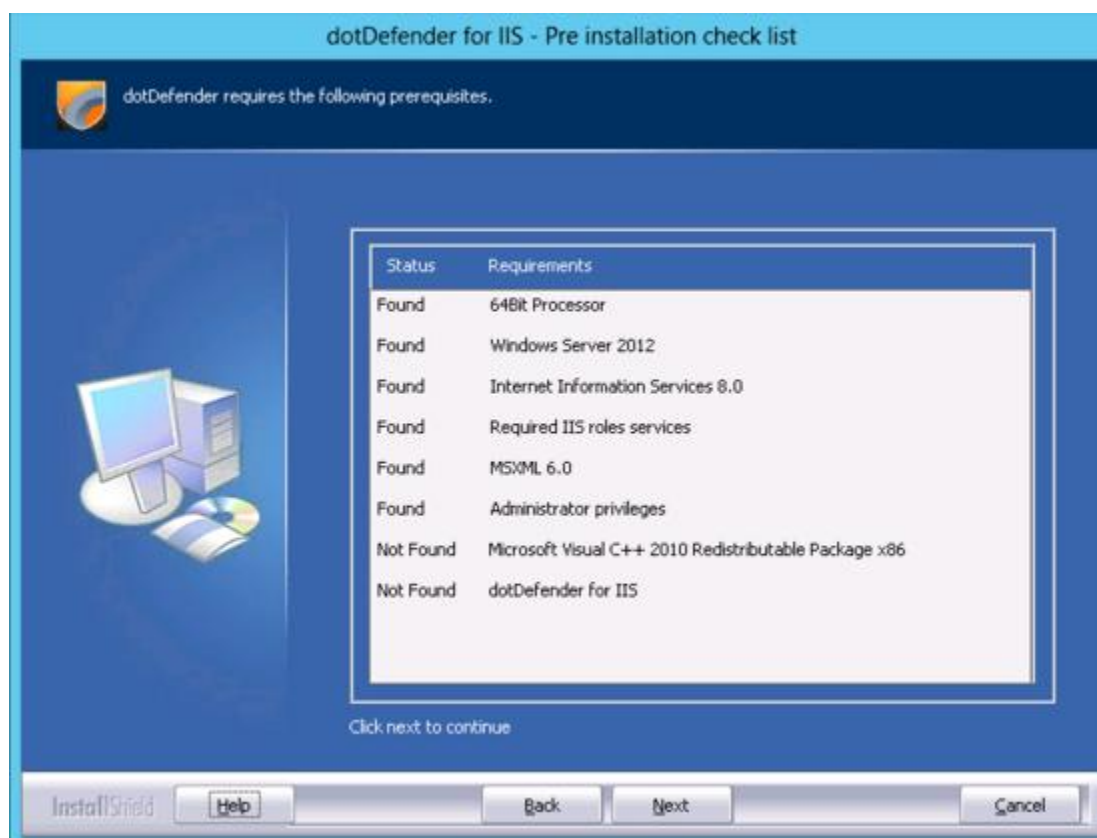 dotDefender for IIS - Pre installation check list
dotDefender requires the following prerequisites.
Status Requirements
Found 64Bit Processor
Found Windows Server 2012
Found Internet Information Services 8.0
Found Required IIS roles services
Found MSXML 6.0
Found Administrator privileges
Not Found Microsoft Visual C++ 2010 Redistributable Package x86
Not Found dotDefender for IIS
Click next to continue
InstallShield Help Back Next Cancel